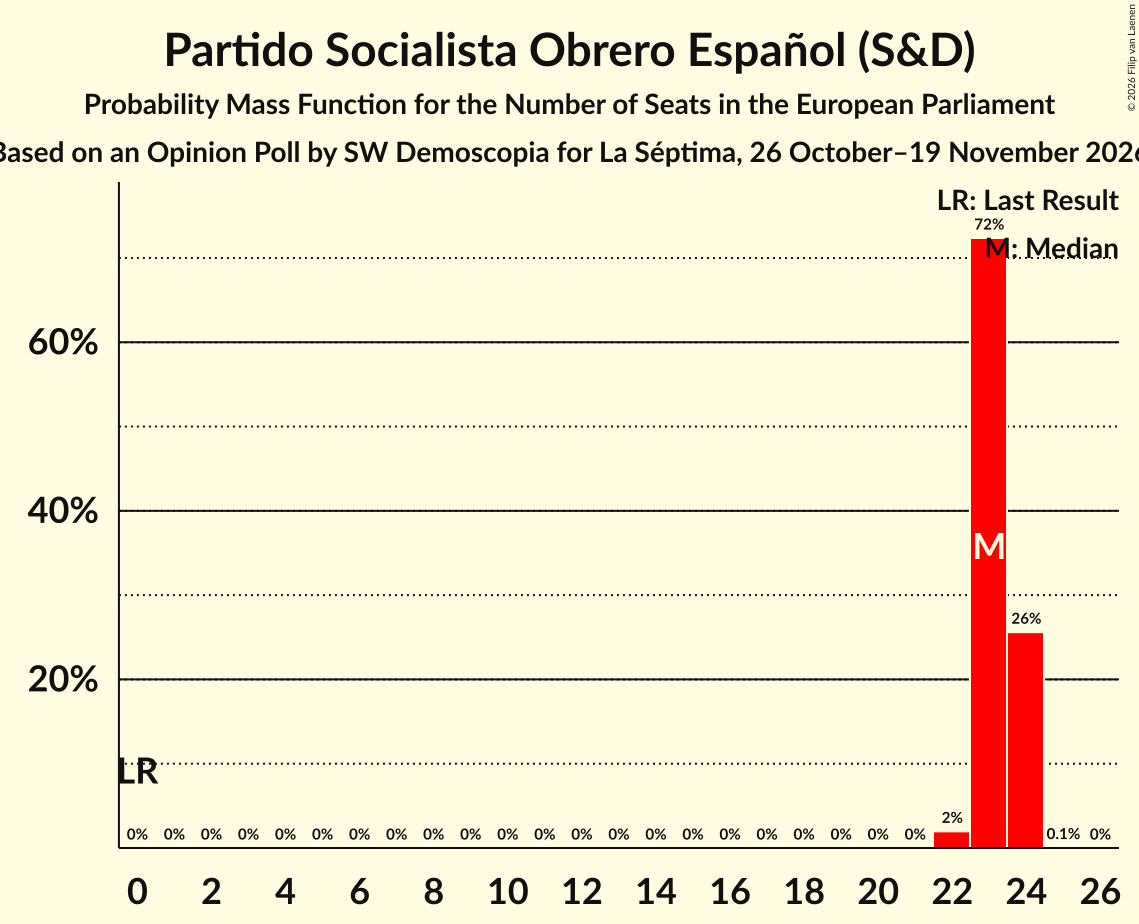 Partido Socialista Obrero Español (S&D)
Probability Mass Function for the Number of Seats in the European Parliament
Based on an Opinion Poll by SW Demoscopia for La Séptima, 26 October–19 November 2026
© 2026 Filip van Laenen
LR: Last Result
M: Median
72%
60%
40%
20%
M
26%
LR
0% 0% 0% 0% 0% 0% 0% 0% 0% 0% 0% 0% 0% 0% 0% 0% 0% 0% 0% 0% 0% 0% 2% 0.1% 0%
0 2 4 6 8 10 12 14 16 18 20 22 24 26